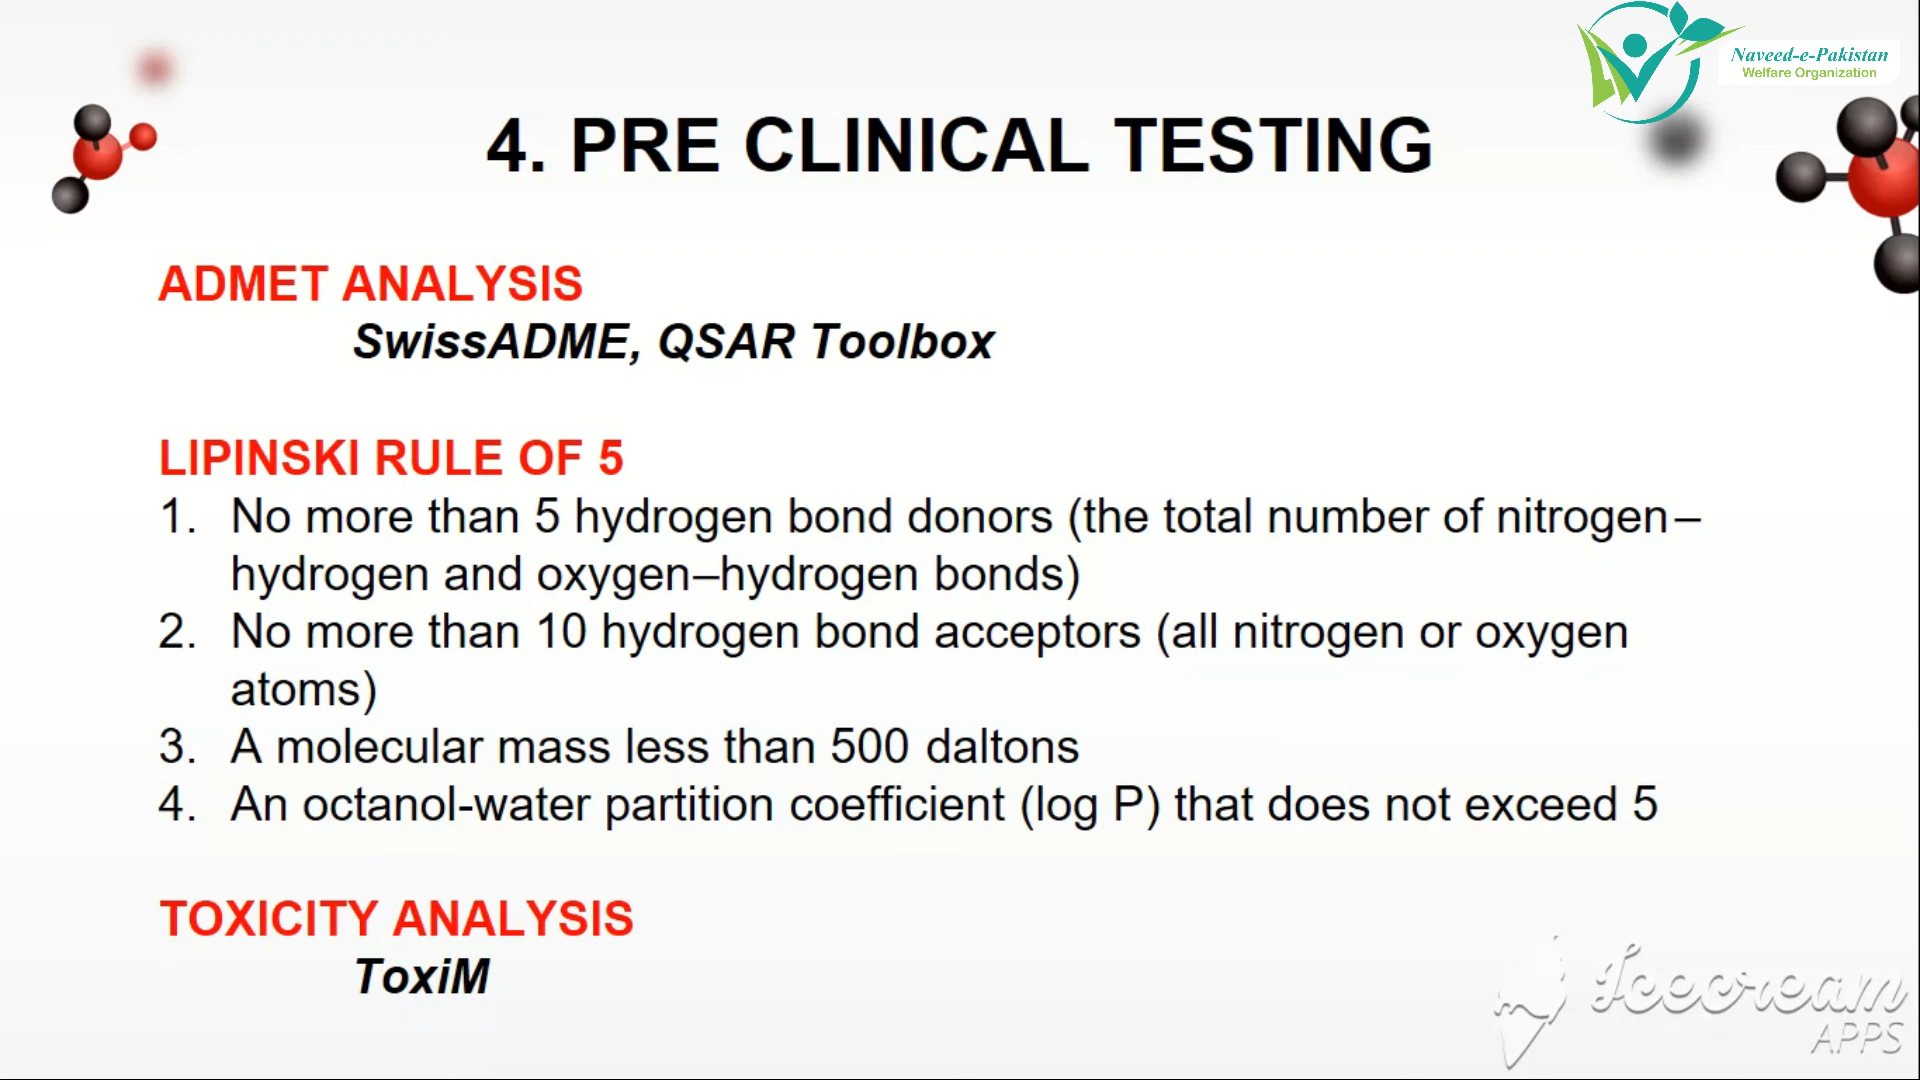 Naveed-e-Pakistan
Welfare Organization
4. PRE CLINICAL TESTING
ADMET ANALYSIS
SwissADME, QSAR Toolbox
LIPINSKI RULE OF 5
1. No more than 5 hydrogen bond donors (the total number of nitrogen–
hydrogen and oxygen–hydrogen bonds)
2. No more than 10 hydrogen bond acceptors (all nitrogen or oxygen
atoms)
3. A molecular mass less than 500 daltons
4. An octanol-water partition coefficient (log P) that does not exceed 5
TOXICITY ANALYSIS
ToxiM
Icecream
APPS